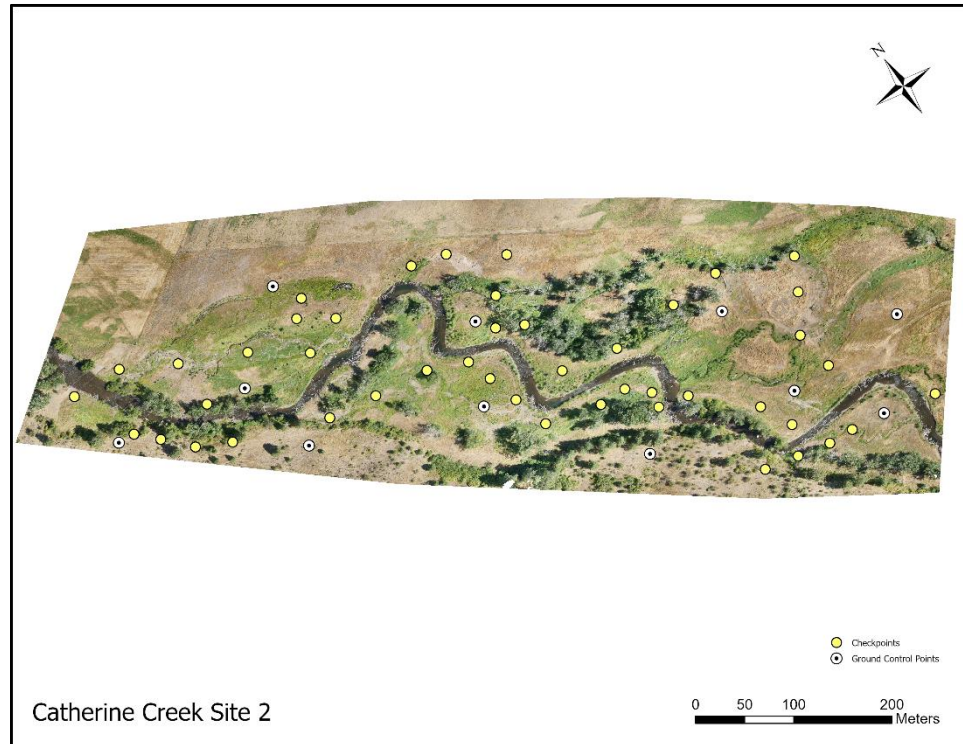 N
Checkpoints
Ground Control Points
Catherine Creek Site 2
0 50 100 200
Meters